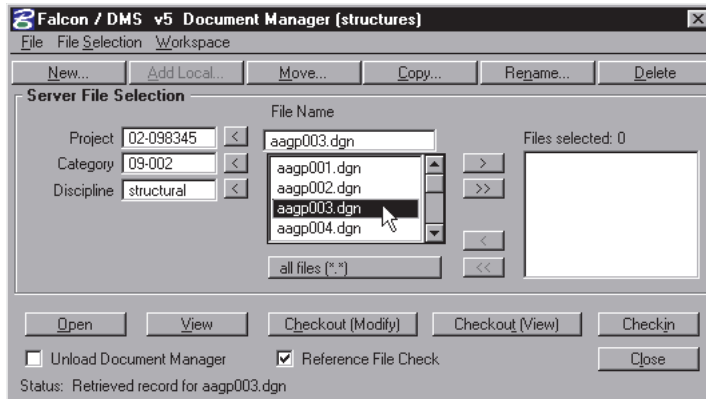 Falcon / DMS v5 Document Manager (structures)
File File Selection Workspace
New... Add Local... Move... Copy... Rename... Delete
Server File Selection
File Name
Project 02-098345 < aagp003.dgn Files selected: 0
Category 09-002 < aagp001.dgn >
Discipline structural < aagp002.dgn >>
aagp003.dgn
aagp004.dgn <
all files (*.*) <<
Open View Checkout (Modify) Checkout (View) Checkin
Unload Document Manager Reference File Check Close
Status: Retrieved record for aagp003.dgn